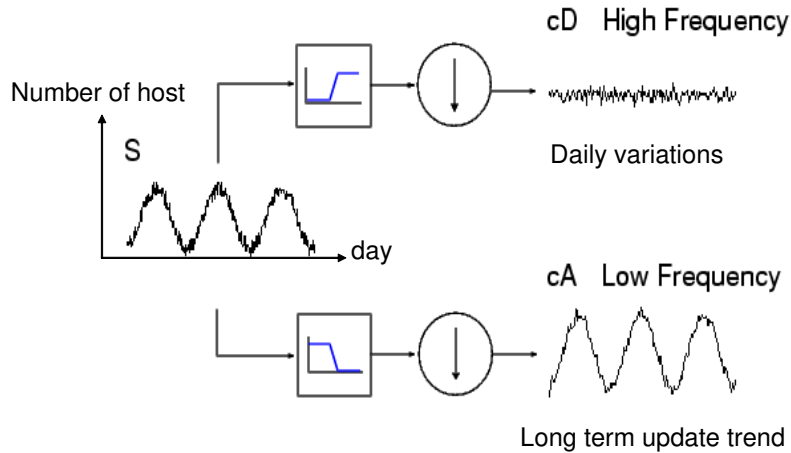 cD High Frequency
Number of host
S
Daily variations
day
cA Low Frequency
Long term update trend